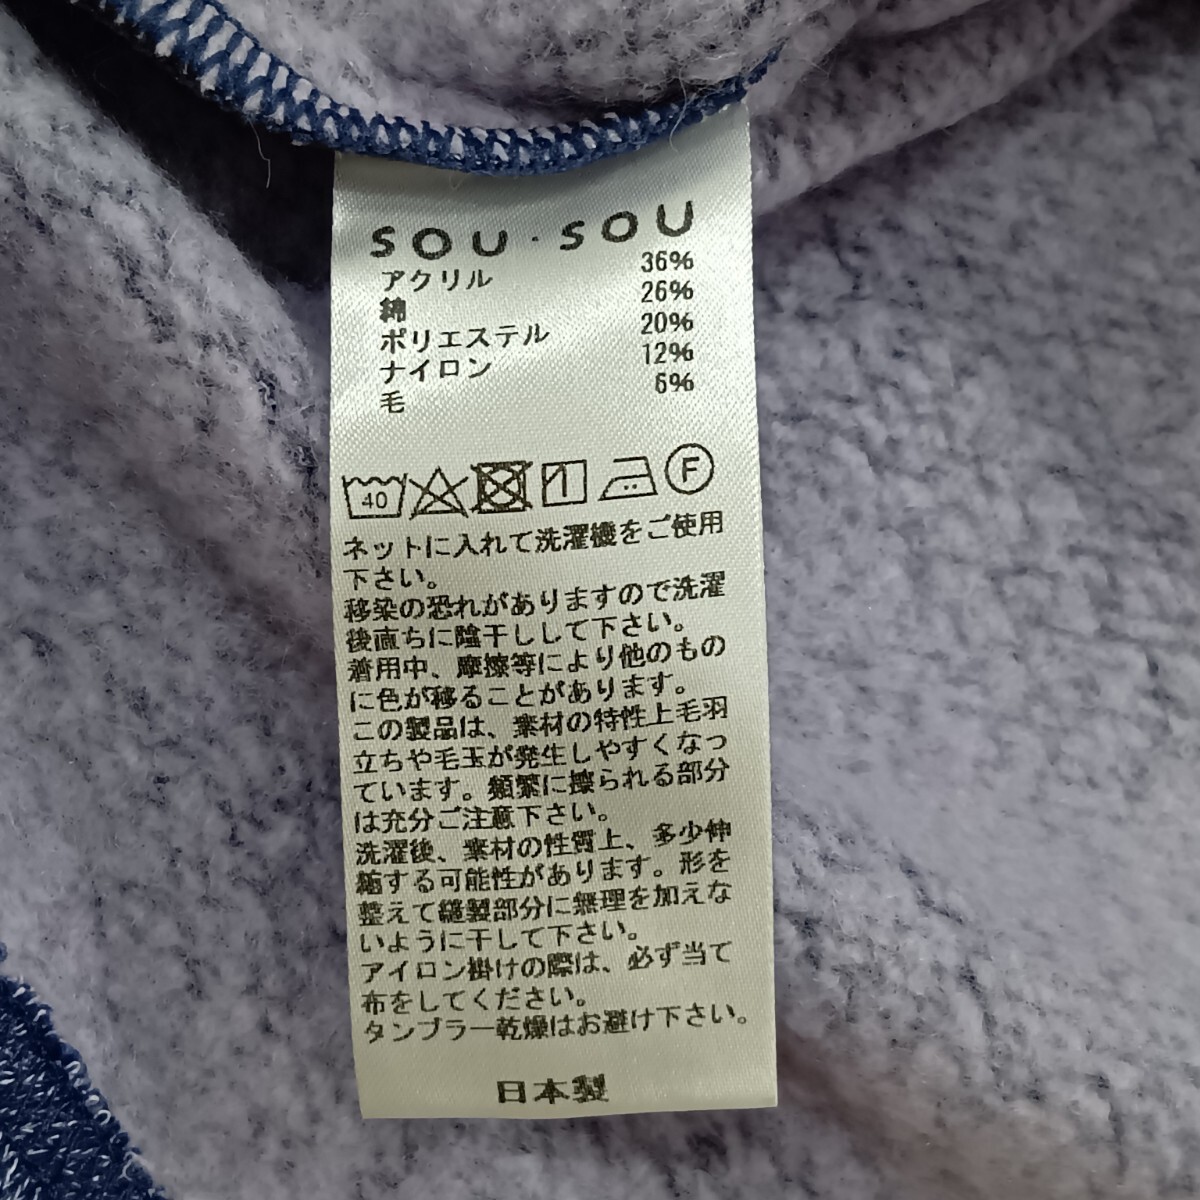 SOU・SOU
アクリル 36%
綿 26%
ポリエステル 20%
ナイロン 12%
毛 6%
40 F
ネットに入れて洗濯機をご使用
下さい。
移染の恐れがありますので洗濯
後直ちに陰干しして下さい。
着用中、摩擦等により他のもの
に色が移ることがあります。
この製品は、素材の特性上毛羽
立ちや毛玉が発生しやすくなっ
ています。頻繁に擦られる部分
は充分ご注意下さい。
洗濯後、素材の性質上、多少伸
縮する可能性があります。形を
整えて縫製部分に無理を加えな
いように干して下さい。
アイロン掛けの際は、必ず当て
布をしてください。
タンブラー乾燥はお避け下さい。
日本製